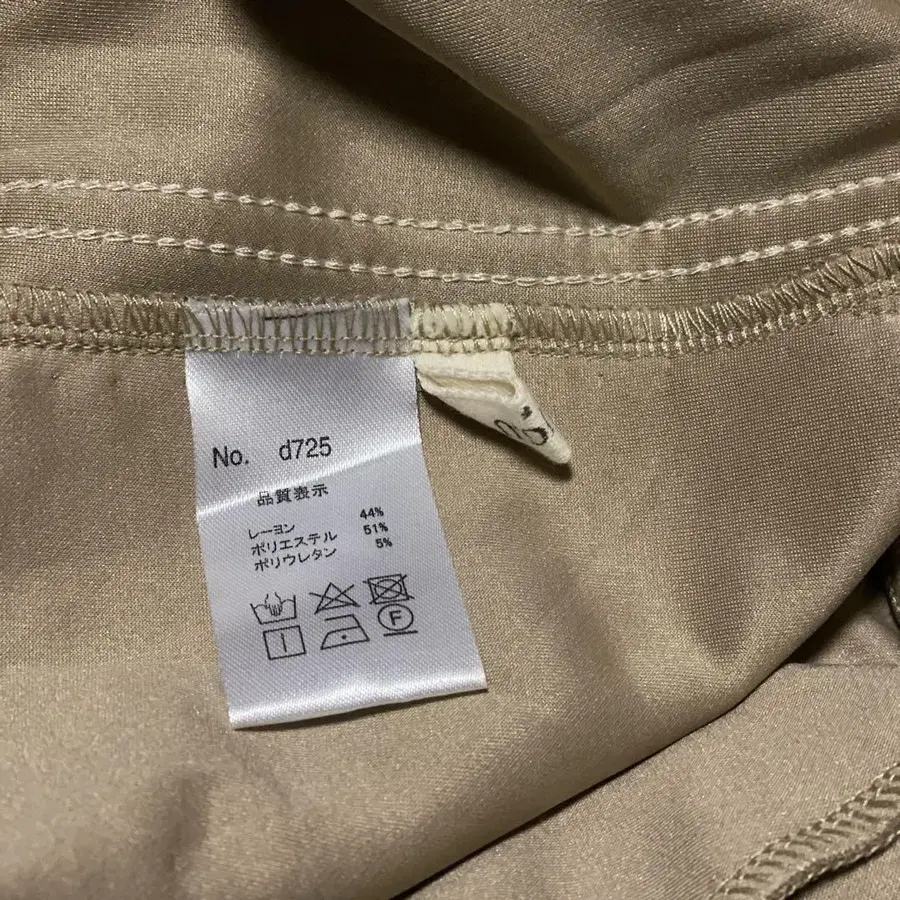 No. d725
品質表示
レーヨン 44%
ポリエステル 51%
ポリウレタン 5%
F